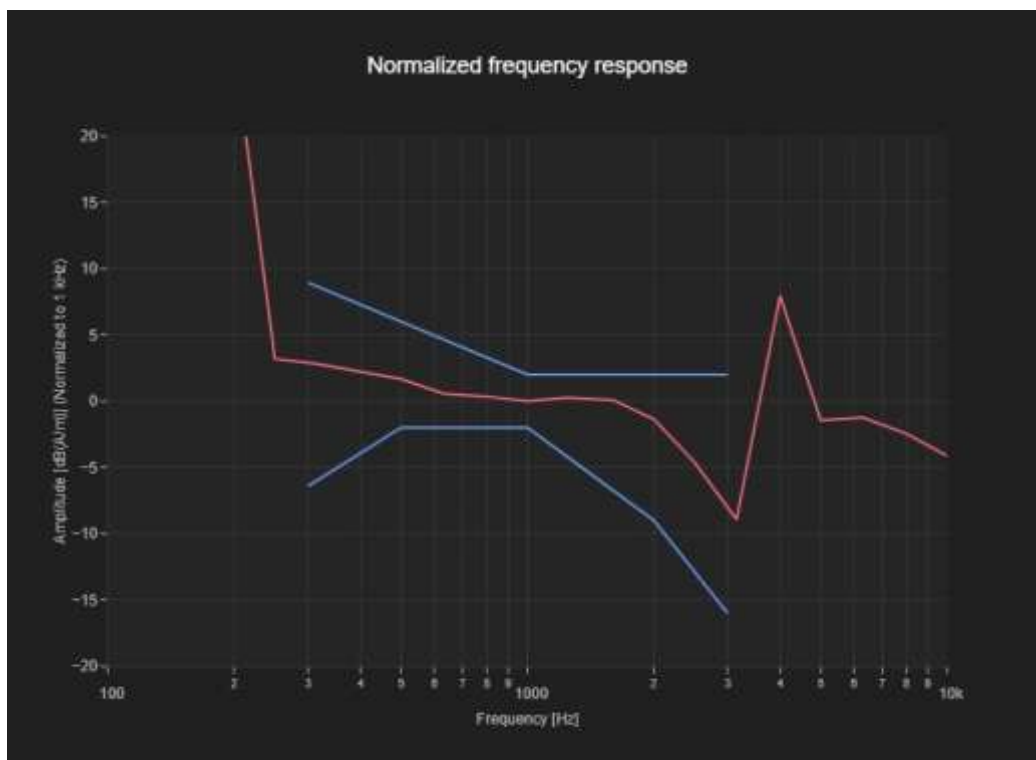 Normalized frequency response
Amplitude [dB(A/m)] (Normalized to 1 KHz)
20
15
10
5
0
−5
−10
−15
−20
100 2 3 4 5 6 7 8 9 1000 2 3 4 5 6 7 8 9 10k
Frequency [Hz]